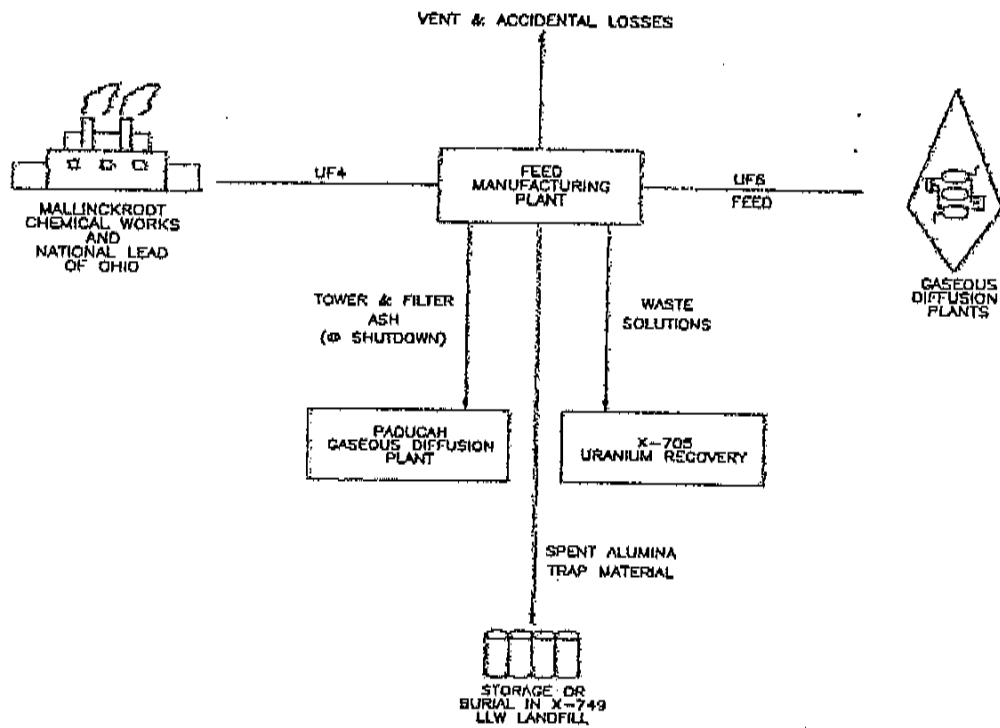 VENT & ACCIDENTAL LOSSES
UF4
FEED
MANUFACTURING
PLANT
UF6
FEED
MALLINCKRODT
CHEMICAL WORKS
AND
NATIONAL LEAD
OF OHIO
GASEOUS
DIFFUSION
PLANTS
TOWER & FILTER
ASH
(@ SHUTDOWN)
WASTE
SOLUTIONS
PADUCAH
GASEOUS DIFFUSION
PLANT
X-705
URANIUM RECOVERY
SPENT ALUMINA
TRAP MATERIAL
STORAGE OR
BURIAL IN X-749
LLW LANDFILL